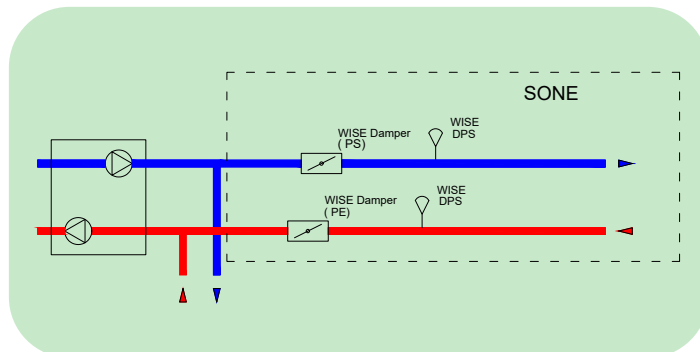 SONE
WISE
DPS
WISE Damper
( PS)
WISE
DPS
WISE Damper
( PE)